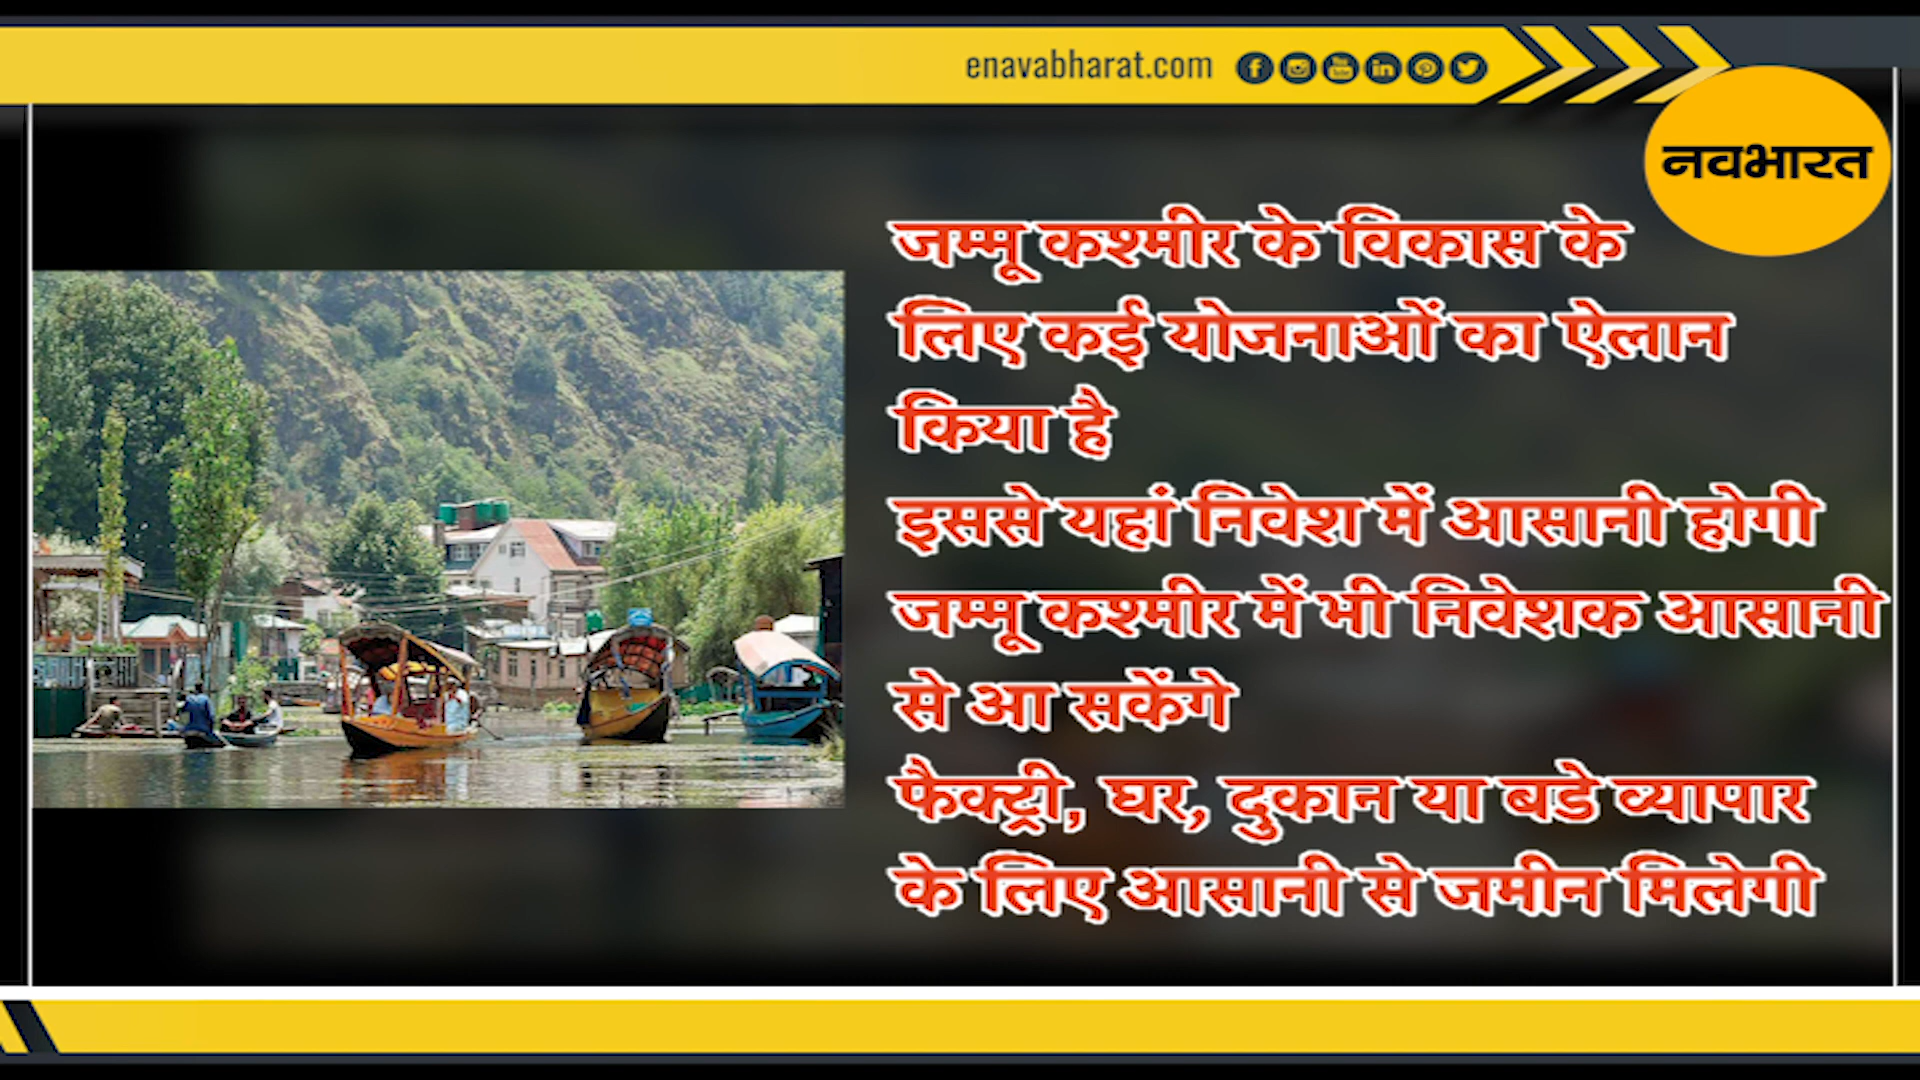 enavabharat.com
नवभारत
जम्मू कश्मीर के विकास के
लिए कई योजनाओं का ऐलान
किया है
इससे यहां निवेश में आसानी होगी
जम्मू कश्मीर में भी निवेशक आसानी
से आ सकेंगे
फैक्ट्री, घर, दुकान या बडे व्यापार
के लिए आसानी से जमीन मिलेगी